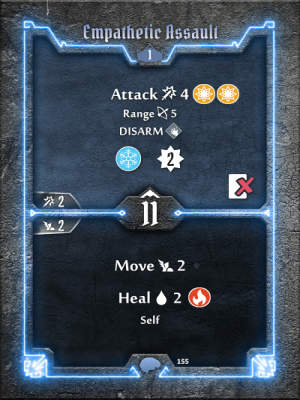 Empathetic Assault
1
Attack 4
Range 5
DISARM
2
2
11
2
Move 2
Heal 2
Self
155